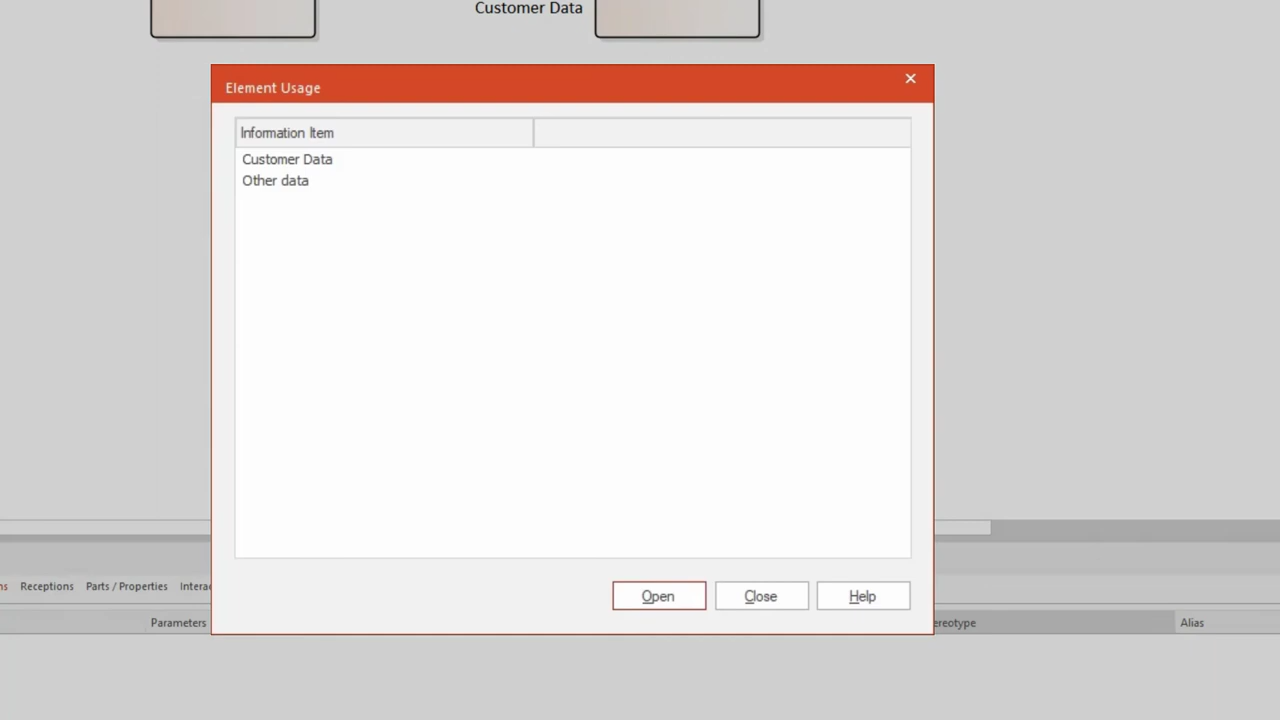 Customer Data
Element Usage
Information Item
Customer Data
Other data
Open Close Help
Receptions Parts / Properties
Parameters Alias